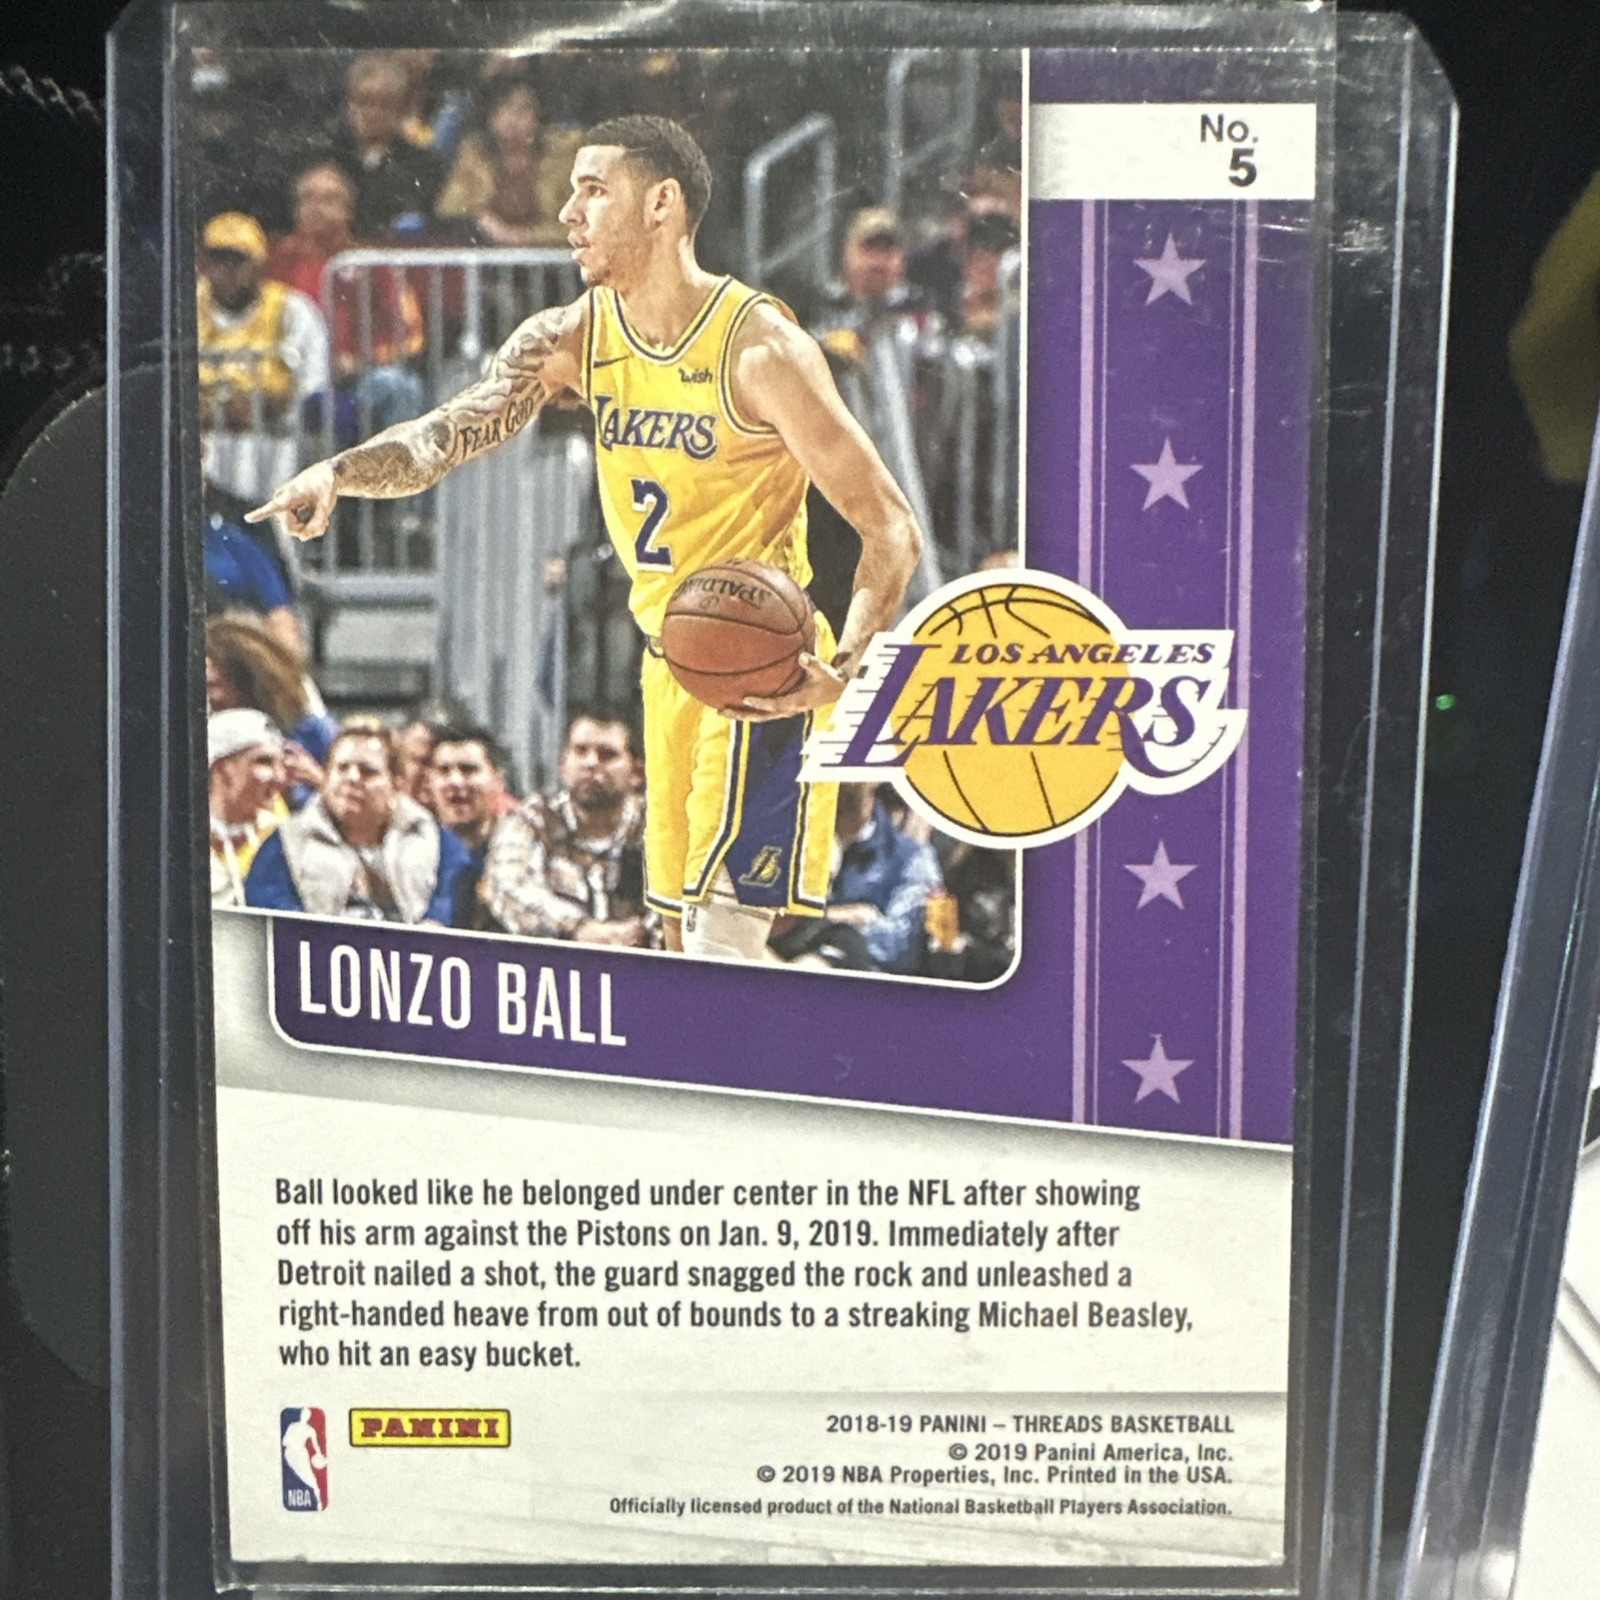 No.
5
wish
FEAR GOD
LAKERS
2
SPALDING
LOS ANGELES
LAKERS
L
LONZO BALL
Ball looked like he belonged under center in the NFL after showing
off his arm against the Pistons on Jan. 9, 2019. Immediately after
Detroit nailed a shot, the guard snagged the rock and unleashed a
right-handed heave from out of bounds to a streaking Michael Beasley,
who hit an easy bucket.
NBA
PANINI
2018-19 PANINI – THREADS BASKETBALL
© 2019 Panini America, Inc.
© 2019 NBA Properties, Inc. Printed in the USA.
Officially licensed product of the National Basketball Players Association.